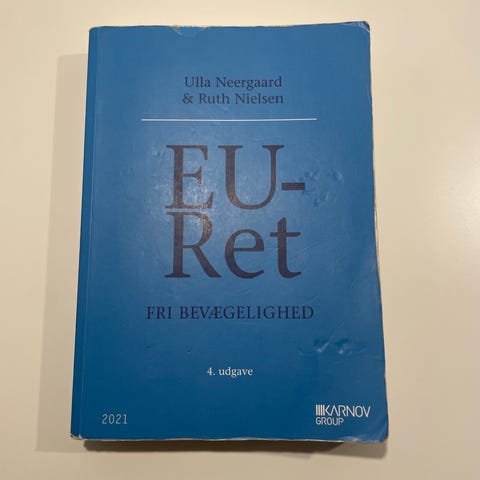 Ulla Neergaard
& Ruth Nielsen
EU-
Ret
FRI BEVÆGELIGHED
4. udgave
2021
KARNOV
GROUP